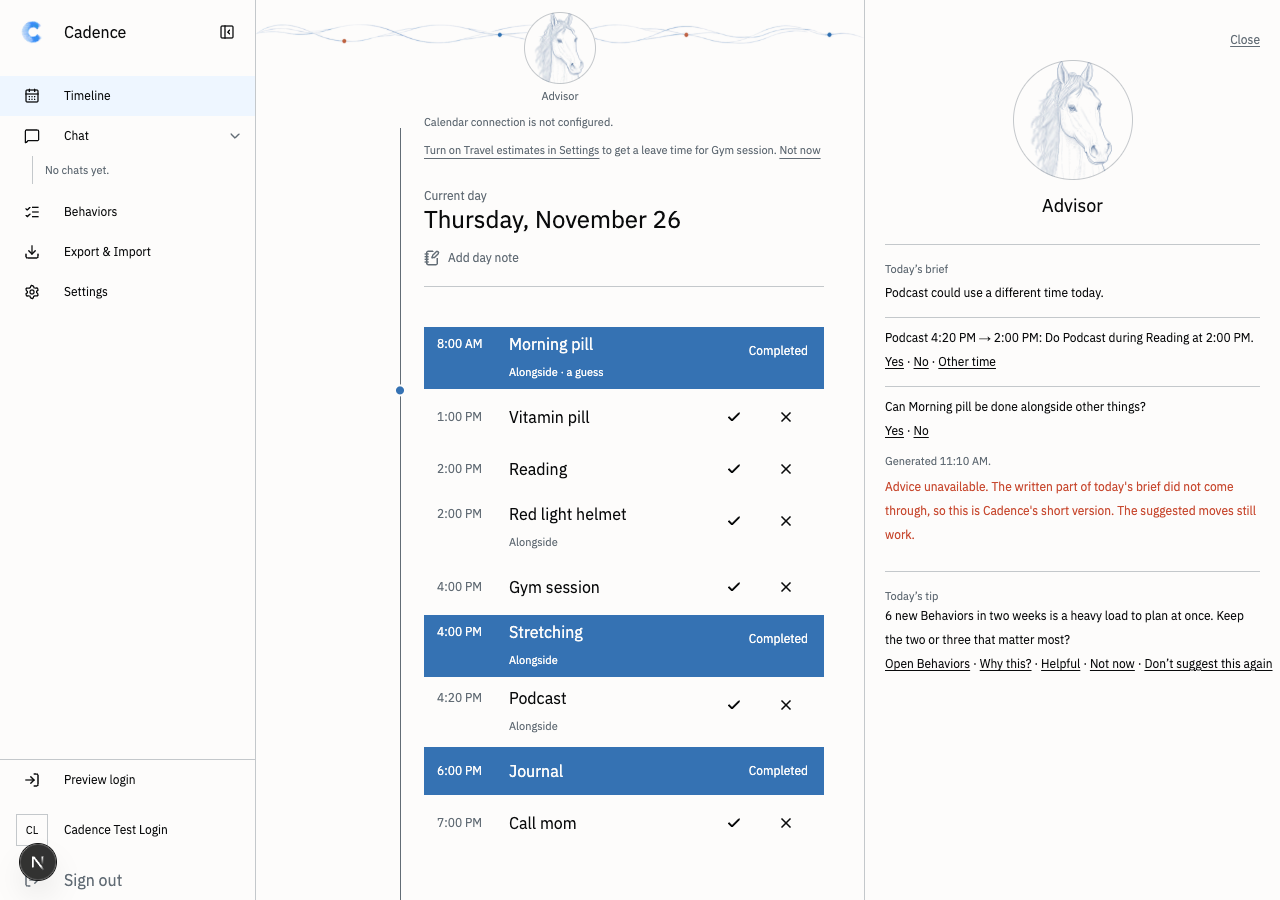 Cadence
Timeline
Chat
No chats yet.
Behaviors
Export & Import
Settings
Preview login
CL
Cadence Test Login
N
Sign out
Advisor
Calendar connection is not configured.
Turn on Travel estimates in Settings to get a leave time for Gym session. Not now
Current day
Thursday, November 26
Add day note
8:00 AM Morning pill Completed
Alongside · a guess
1:00 PM Vitamin pill
2:00 PM Reading
2:00 PM Red light helmet
Alongside
4:00 PM Gym session
4:00 PM Stretching Completed
Alongside
4:20 PM Podcast
Alongside
6:00 PM Journal Completed
7:00 PM Call mom
Close
Advisor
Today’s brief
Podcast could use a different time today.
Podcast 4:20 PM → 2:00 PM: Do Podcast during Reading at 2:00 PM.
Yes · No · Other time
Can Morning pill be done alongside other things?
Yes · No
Generated 11:10 AM.
Advice unavailable. The written part of today's brief did not come
through, so this is Cadence's short version. The suggested moves still
work.
Today’s tip
6 new Behaviors in two weeks is a heavy load to plan at once. Keep
the two or three that matter most?
Open Behaviors · Why this? · Helpful · Not now · Don’t suggest this again